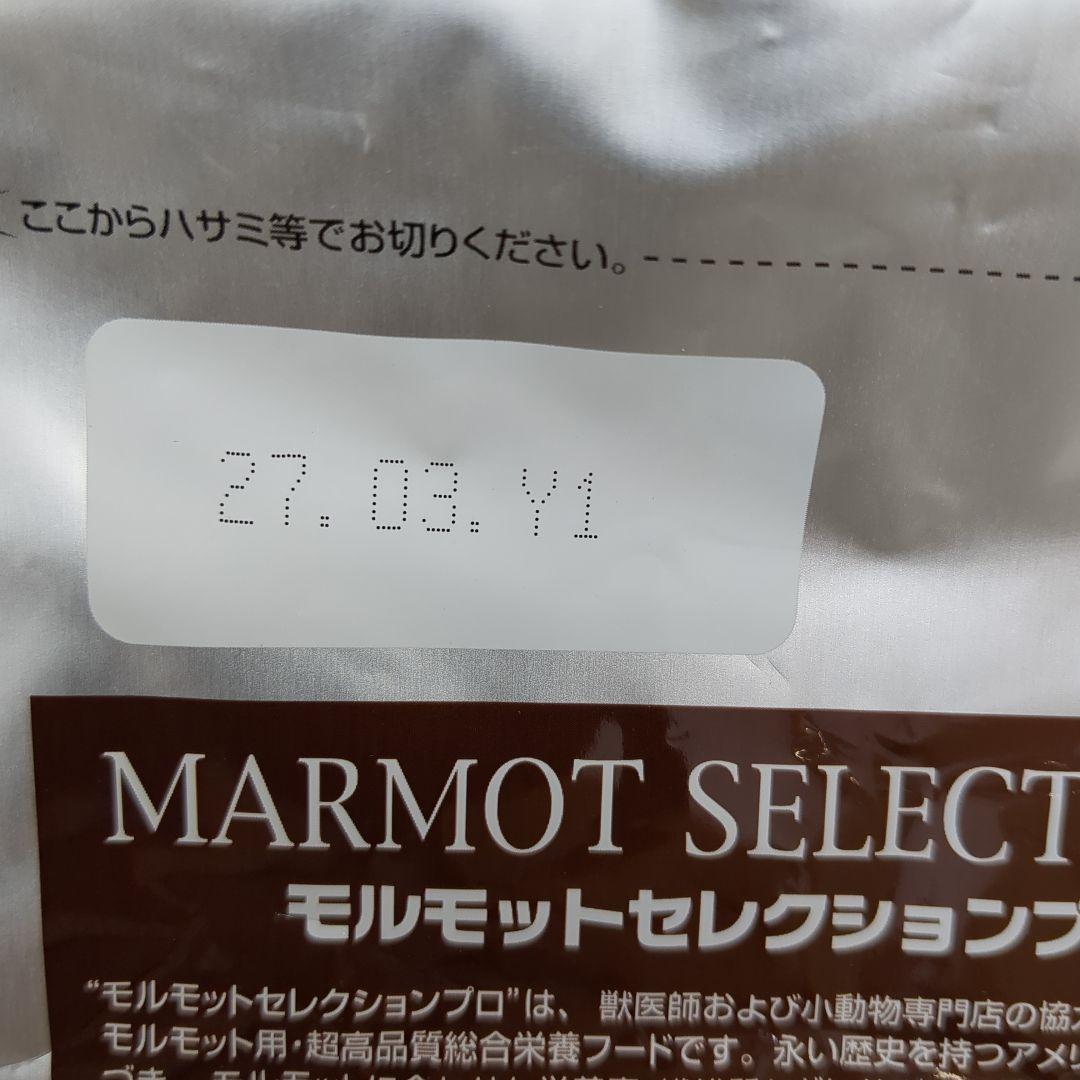 ここからハサミ等でお切りください。
27.03.Y1
MARMOT SELECT
モルモットセレクションプ
“モルモットセレクションプロ”は、獣医師および小動物専門店の協
モルモット用・超高品質総合栄養フードです。永い歴史を持つアメリ